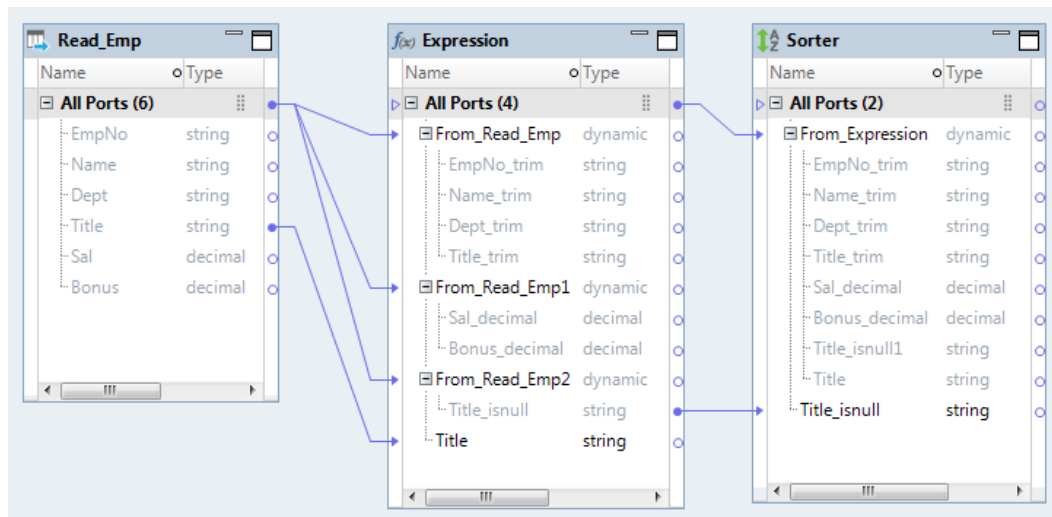 Read_Emp
Name Type
All Ports (6)
EmpNo string
Name string
Dept string
Title string
Sal decimal
Bonus decimal
f(x) Expression
Name Type
All Ports (4)
From_Read_Emp dynamic
EmpNo_trim string
Name_trim string
Dept_trim string
Title_trim string
From_Read_Emp1 dynamic
Sal_decimal decimal
Bonus_decimal decimal
From_Read_Emp2 dynamic
Title_isnull string
Title string
A Z Sorter
Name Type
All Ports (2)
From_Expression dynamic
EmpNo_trim string
Name_trim string
Dept_trim string
Title_trim string
Sal_decimal decimal
Bonus_decimal decimal
Title_isnull1 string
Title string
Title_isnull string